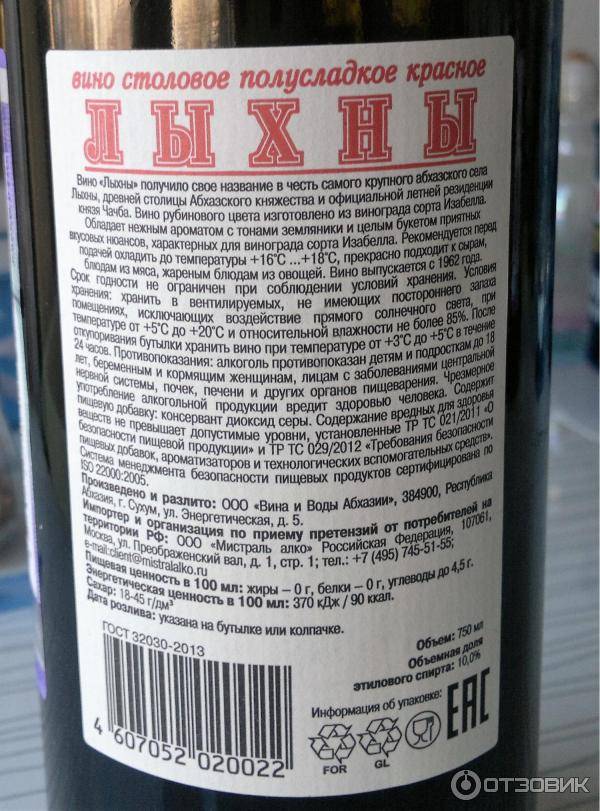 вино столовое полусладкое красное
ЛЫХНЫ
Вино «Лыхны» получило свое название в честь самого крупного абхазского села
Лыхны, древней столицы Абхазского княжества и официальной летней резиденции
князя Чачба. Вино рубинового цвета изготовлено из винограда сорта Изабелла.
Обладает нежным ароматом с тонами земляники и целым букетом приятных
вкусовых нюансов, характерных для винограда сорта Изабелла. Рекомендуется перед
подачей охладить до температуры +16°С ...+18°С, прекрасно подходит к сырам,
блюдам из мяса, жареным блюдам из овощей. Вино выпускается с 1962 года.
Срок годности не ограничен при соблюдении условий хранения. Условия
хранения: хранить в вентилируемых, не имеющих постороннего запаха
помещениях, исключающих воздействие прямого солнечного света, при
температуре от +5°С до +20°С и относительной влажности не более 85%. После
откупоривания бутылки хранить вино при температуре от +3°С до +5°С в течение
24 часов. Противопоказания: алкоголь противопоказан детям и подросткам до 18
лет, беременным и кормящим женщинам, лицам с заболеваниями центральной
нервной системы, почек, печени и других органов пищеварения. Чрезмерное
употребление алкогольной продукции вредит здоровью человека. Содержит
пищевую добавку: консервант диоксид серы. Содержание вредных для здоровья
веществ не превышает допустимые уровни, установленные ТР ТС 021/2011 «О
безопасности пищевой продукции» и ТР ТС 029/2012 «Требования безопасности
пищевых добавок, ароматизаторов и технологических вспомогательных средств».
Система менеджмента безопасности пищевых продуктов сертифицирована по
ISO 22000:2005.
Произведено и разлито: ООО «Вина и Воды Абхазии», 384900, Республика
Абхазия, г. Сухум, ул. Энергетическая, д. 5.
Импортер и организация по приему претензий от потребителей на
территории РФ: ООО «Мистраль алко» Российская Федерация, 107061,
Москва, ул. Преображенский вал, д. 1, стр. 1; тел.: +7 (495) 745-51-55;
e-mail:client@mistralalko.ru
Пищевая ценность в 100 мл: жиры – 0 г, белки – 0 г, углеводы до 4,5 г.
Энергетическая ценность в 100 мл: 370 кДж / 90 ккал.
Сахар: 18-45 г/дм³
Дата розлива: указана на бутылке или колпачке.
ГОСТ 32030-2013
Объем: 750 мл
Объемная доля
этилового спирта: 10,0%
Информация об упаковке:
FOR GL
EAC
4 607052 020022
ОТЗОВИК